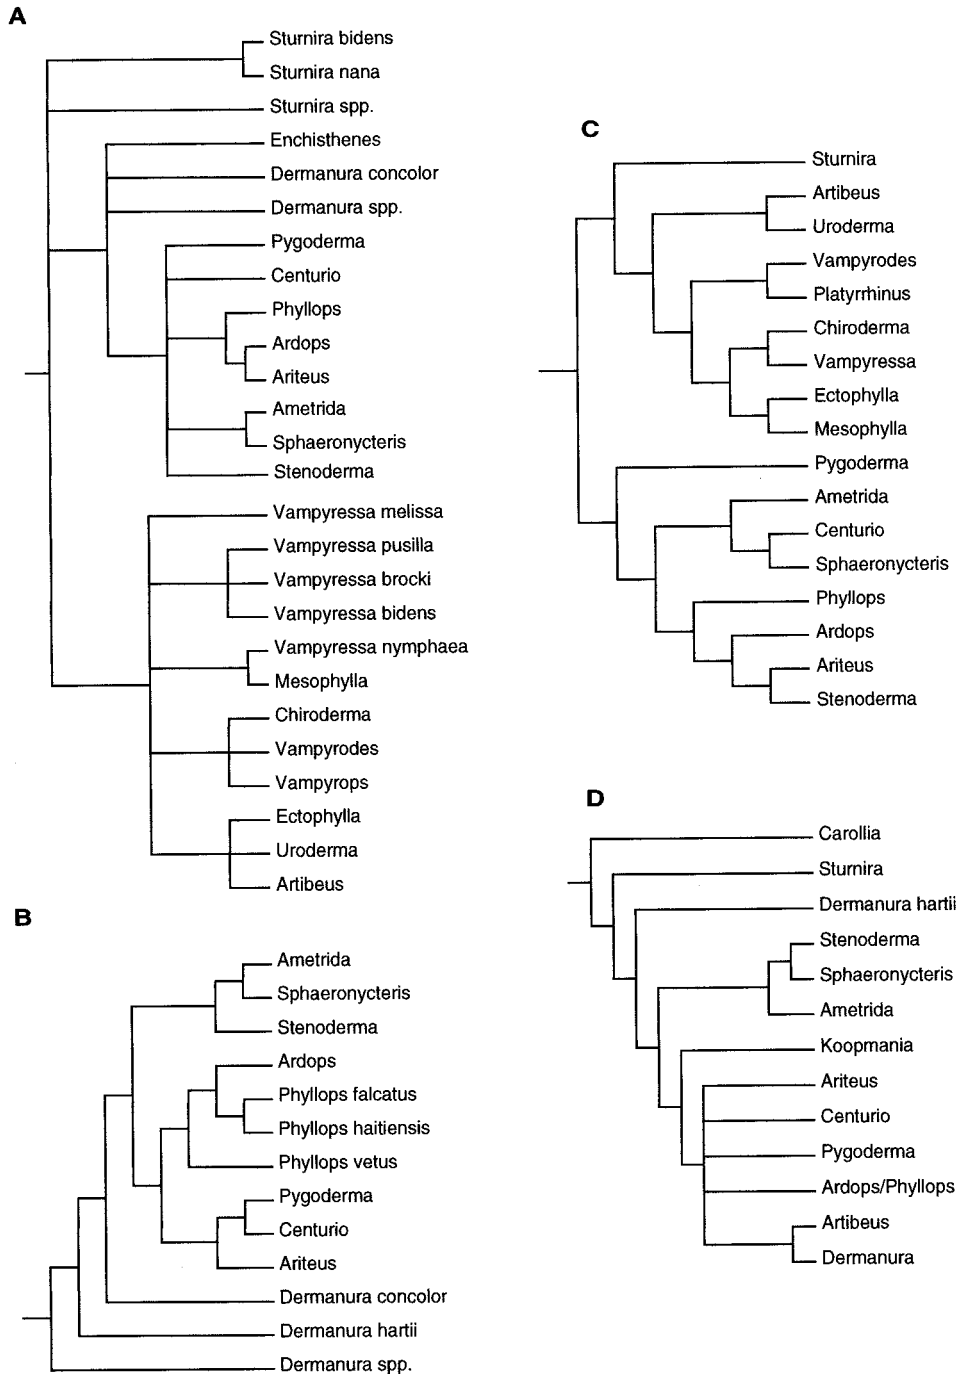 A
Sturnira bidens
Sturnira nana
Sturnira spp.
Enchisthenes
Dermanura concolor
Dermanura spp.
Pygoderma
Centurio
Phyllops
Ardops
Ariteus
Ametrida
Sphaeronycteris
Stenoderma
Vampyressa melissa
Vampyressa pusilla
Vampyressa brocki
Vampyressa bidens
Vampyressa nymphaea
Mesophylla
Chiroderma
Vampyrodes
Vampyrops
Ectophylla
Uroderma
Artibeus
B
Ametrida
Sphaeronycteris
Stenoderma
Ardops
Phyllops falcatus
Phyllops haitiensis
Phyllops vetus
Pygoderma
Centurio
Ariteus
Dermanura concolor
Dermanura hartii
Dermanura spp.
C
Sturnira
Artibeus
Uroderma
Vampyrodes
Platyrrhinus
Chiroderma
Vampyressa
Ectophylla
Mesophylla
Pygoderma
Ametrida
Centurio
Sphaeronycteris
Phyllops
Ardops
Ariteus
Stenoderma
D
Carollia
Sturnira
Dermanura hartii
Stenoderma
Sphaeronycteris
Ametrida
Koopmania
Ariteus
Centurio
Pygoderma
Ardops/Phyllops
Artibeus
Dermanura